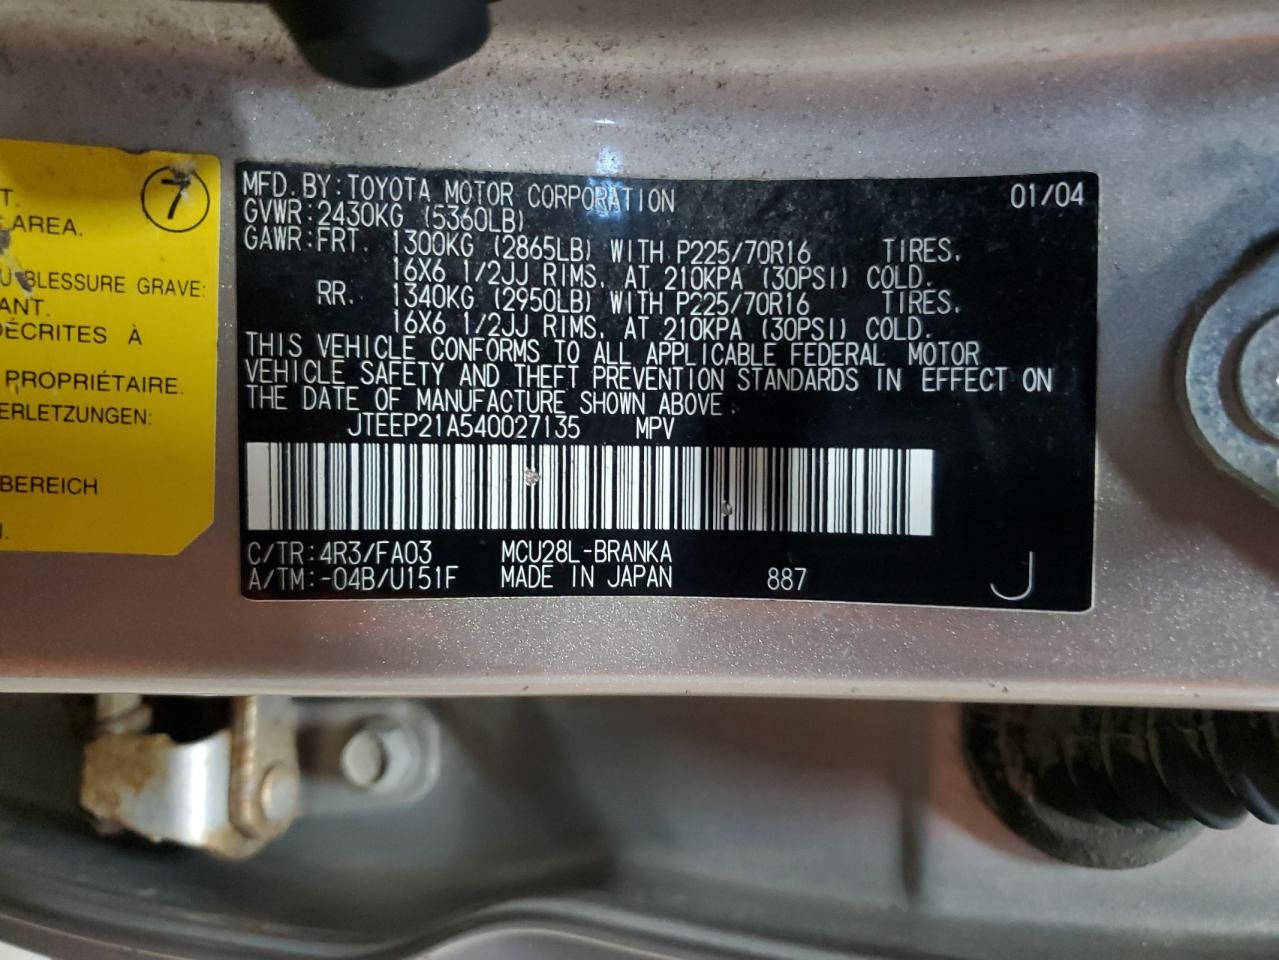 7
T.
AREA.
BLESSURE GRAVE:
ANT.
DÉCRITES À
PROPRIÉTAIRE.
ERLETZUNGEN:
BEREICH
MFD. BY: TOYOTA MOTOR CORPORATION 01/04
GVWR: 2430KG (5360LB)
GAWR: FRT. 1300KG (2865LB) WITH P225/70R16 TIRES.
16X6 1/2JJ RIMS, AT 210KPA (30PSI) COLD.
RR. 1340KG (2950LB) WITH P225/70R16 TIRES.
16X6 1/2JJ RIMS, AT 210KPA (30PSI) COLD.
THIS VEHICLE CONFORMS TO ALL APPLICABLE FEDERAL MOTOR
VEHICLE SAFETY AND THEFT PREVENTION STANDARDS IN EFFECT ON
THE DATE OF MANUFACTURE SHOWN ABOVE.
JTEEP21A540027135 MPV
C/TR: 4R3/FA03 MCU28L-BRANKA
A/TM: -04B/U151F MADE IN JAPAN 887 J